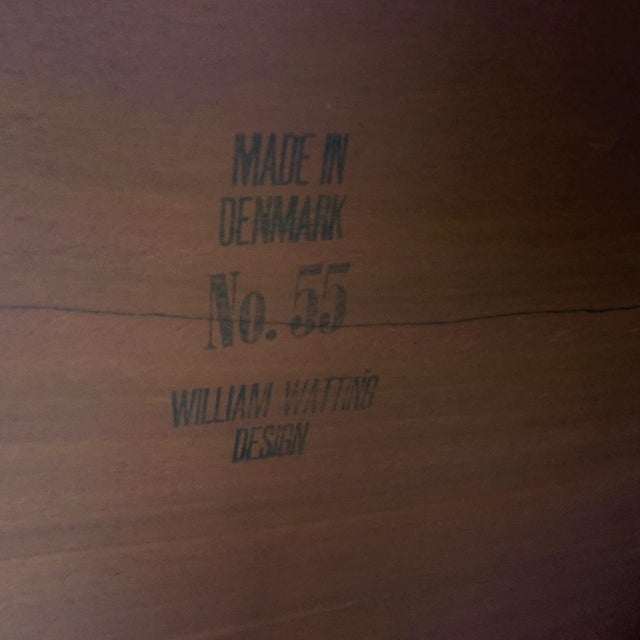 MADE IN
DENMARK
No. 55
WILLIAM WATTING
DESIGN